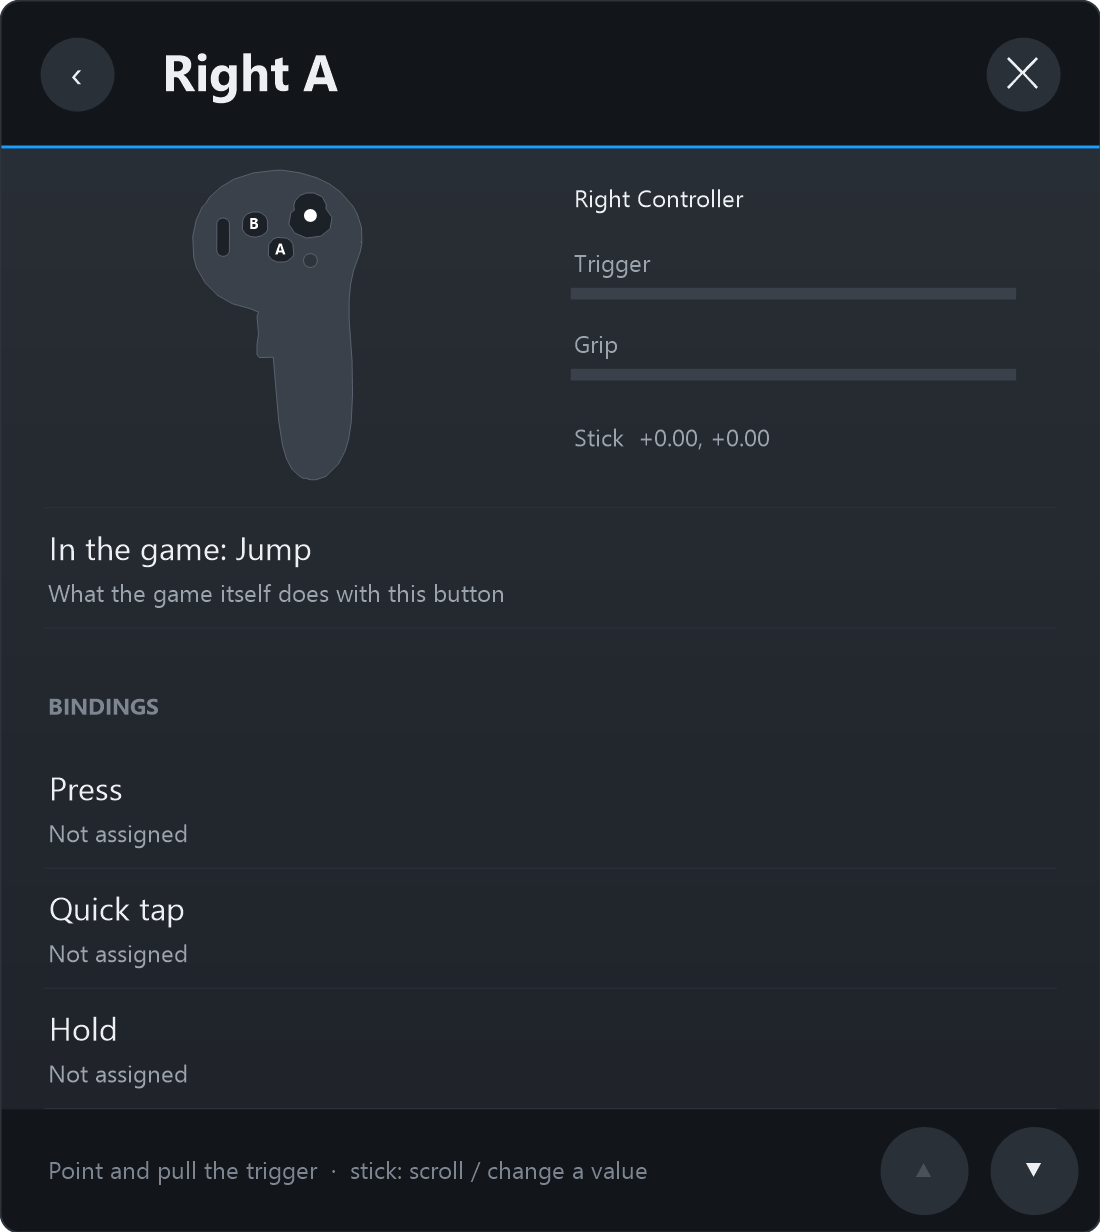 ‹ Right A
B
A
Right Controller
Trigger
Grip
Stick +0.00, +0.00
In the game: Jump
What the game itself does with this button
BINDINGS
Press
Not assigned
Quick tap
Not assigned
Hold
Not assigned
Point and pull the trigger · stick: scroll / change a value